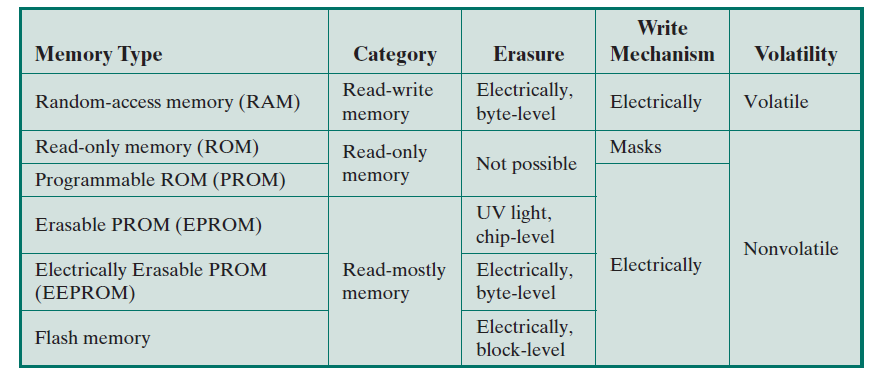 Memory Type Category Erasure Write Mechanism Volatility
Random-access memory (RAM) Read-write memory Electrically, byte-level Electrically Volatile
Read-only memory (ROM) Read-only memory Not possible Masks Nonvolatile
Programmable ROM (PROM) Electrically
Erasable PROM (EPROM) Read-mostly memory UV light, chip-level
Electrically Erasable PROM (EEPROM) Electrically, byte-level
Flash memory Electrically, block-level